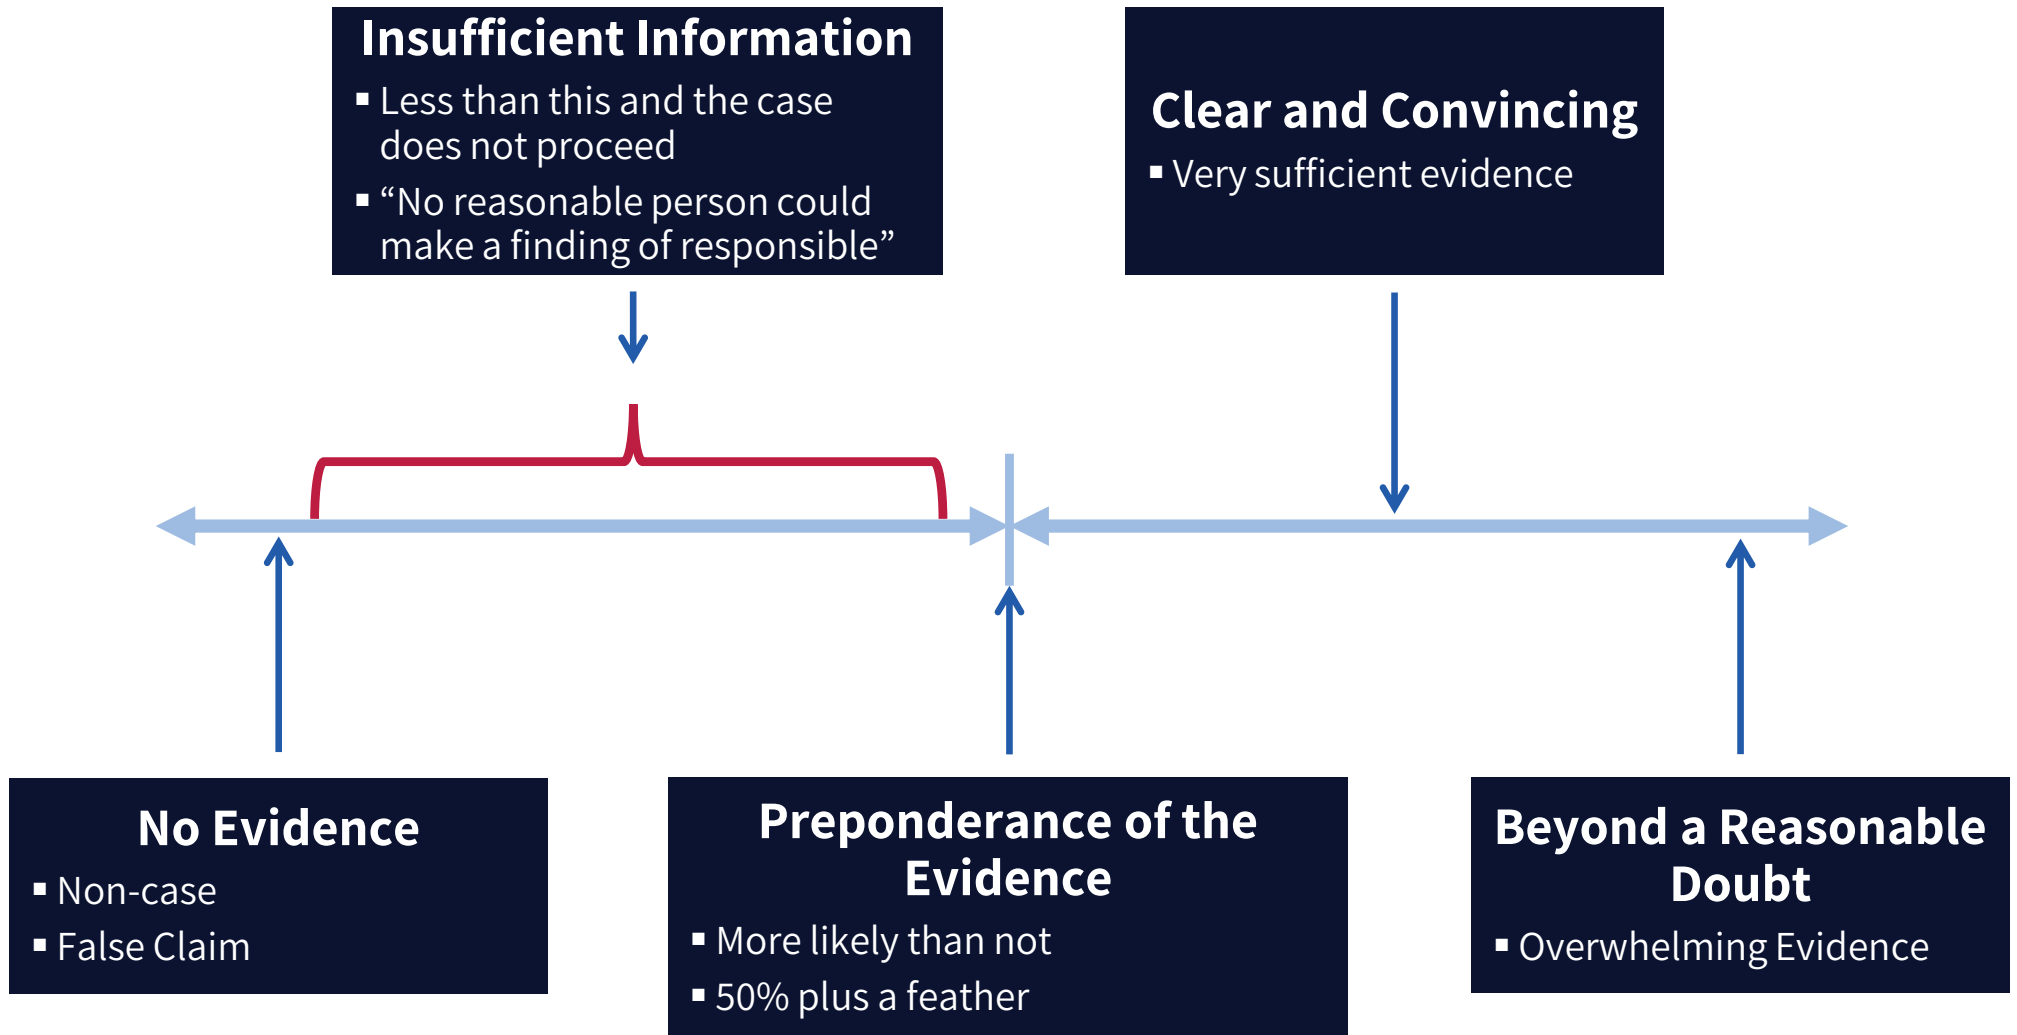 Insufficient Information
▪ Less than this and the case
does not proceed
▪ “No reasonable person could
make a finding of responsible”
Clear and Convincing
▪ Very sufficient evidence
No Evidence
▪ Non-case
▪ False Claim
Preponderance of the
Evidence
▪ More likely than not
▪ 50% plus a feather
Beyond a Reasonable
Doubt
▪ Overwhelming Evidence